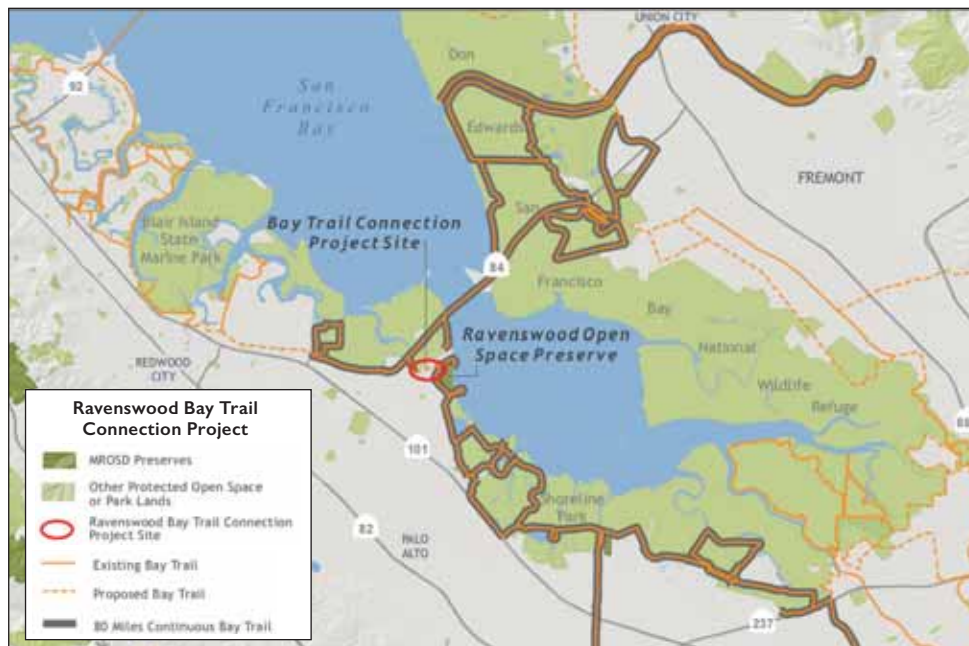 UNION CITY
Don
92
San
Francisco
Bay
Edwards
FREMONT
San
Bay Trail Connection
Project Site
Blair Island
State
Marine Park
84
Francisco
Bay
Ravenswood Open
Space Preserve
National
REDWOOD
CITY
Wildlife
Refuge
88
101
Shoreline
Park
82
PALO
ALTO
237
Ravenswood Bay Trail
Connection Project
MROSD Preserves
Other Protected Open Space
or Park Lands
Ravenswood Bay Trail Connection
Project Site
Existing Bay Trail
Proposed Bay Trail
80 Miles Continuous Bay Trail